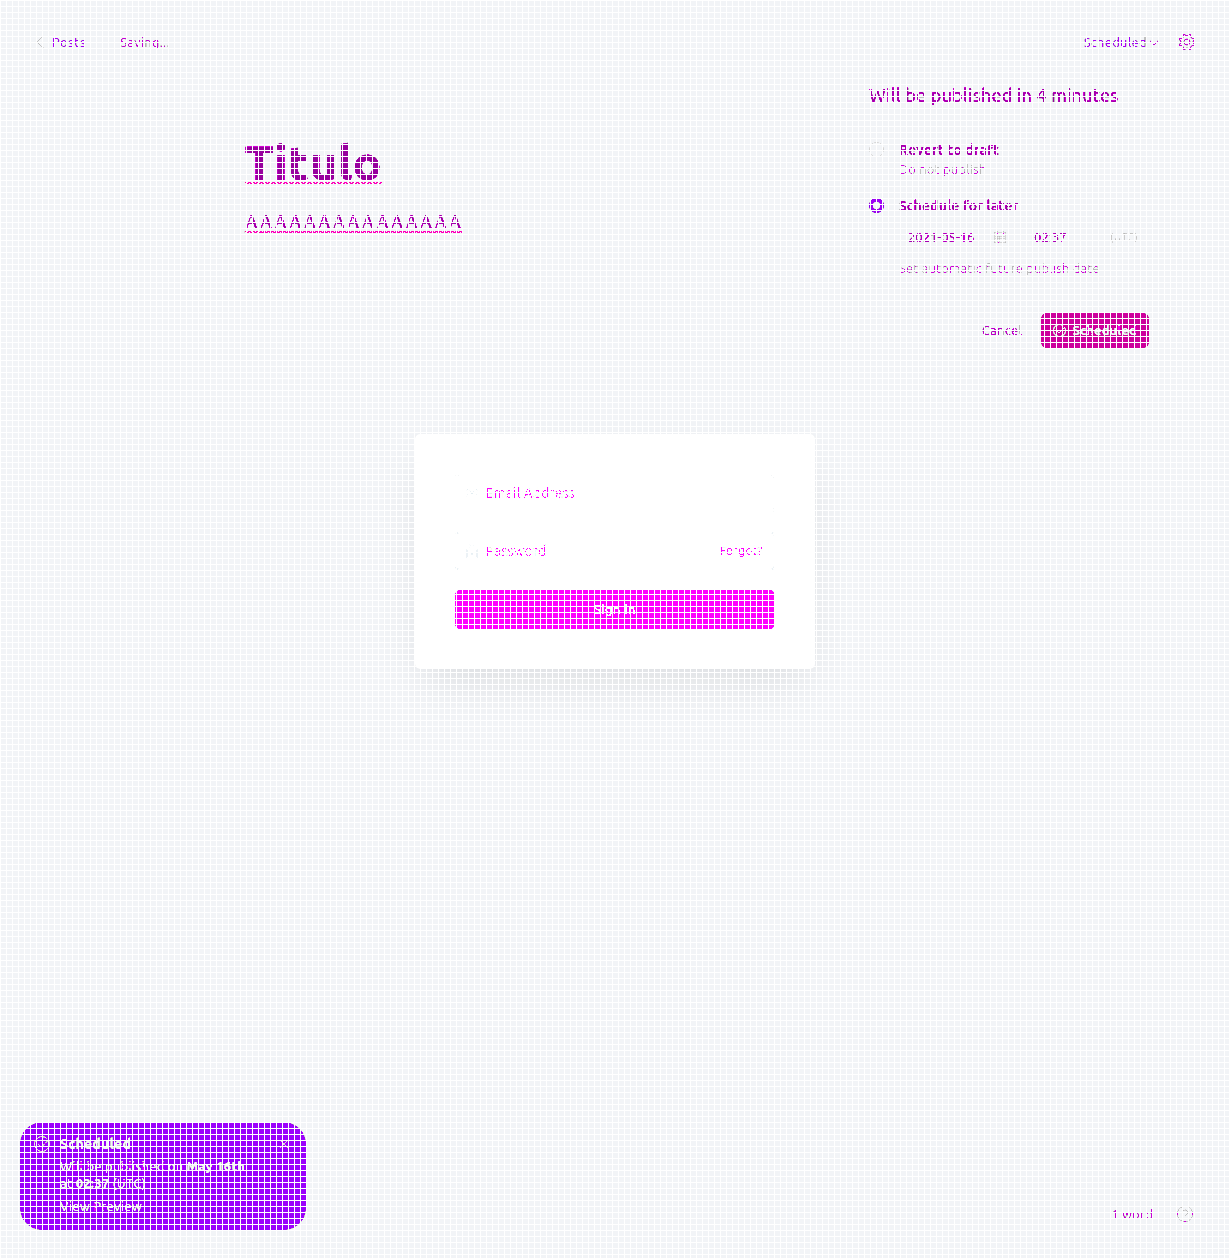 Posts
Saving...
Scheduled
Will be published in 4 minutes
Titulo
Revert to draft
Do not publish
AAAAAAAAAAAAAAA
Schedule for later
2021-05-16
02:37
(UTC)
Set automatic future publish date
Cancel
Scheduled
Email Address
Password
Forgot?
Sign in
Scheduled
Will be published on May 16th
at 02:37 (UTC)
View Preview
1 word